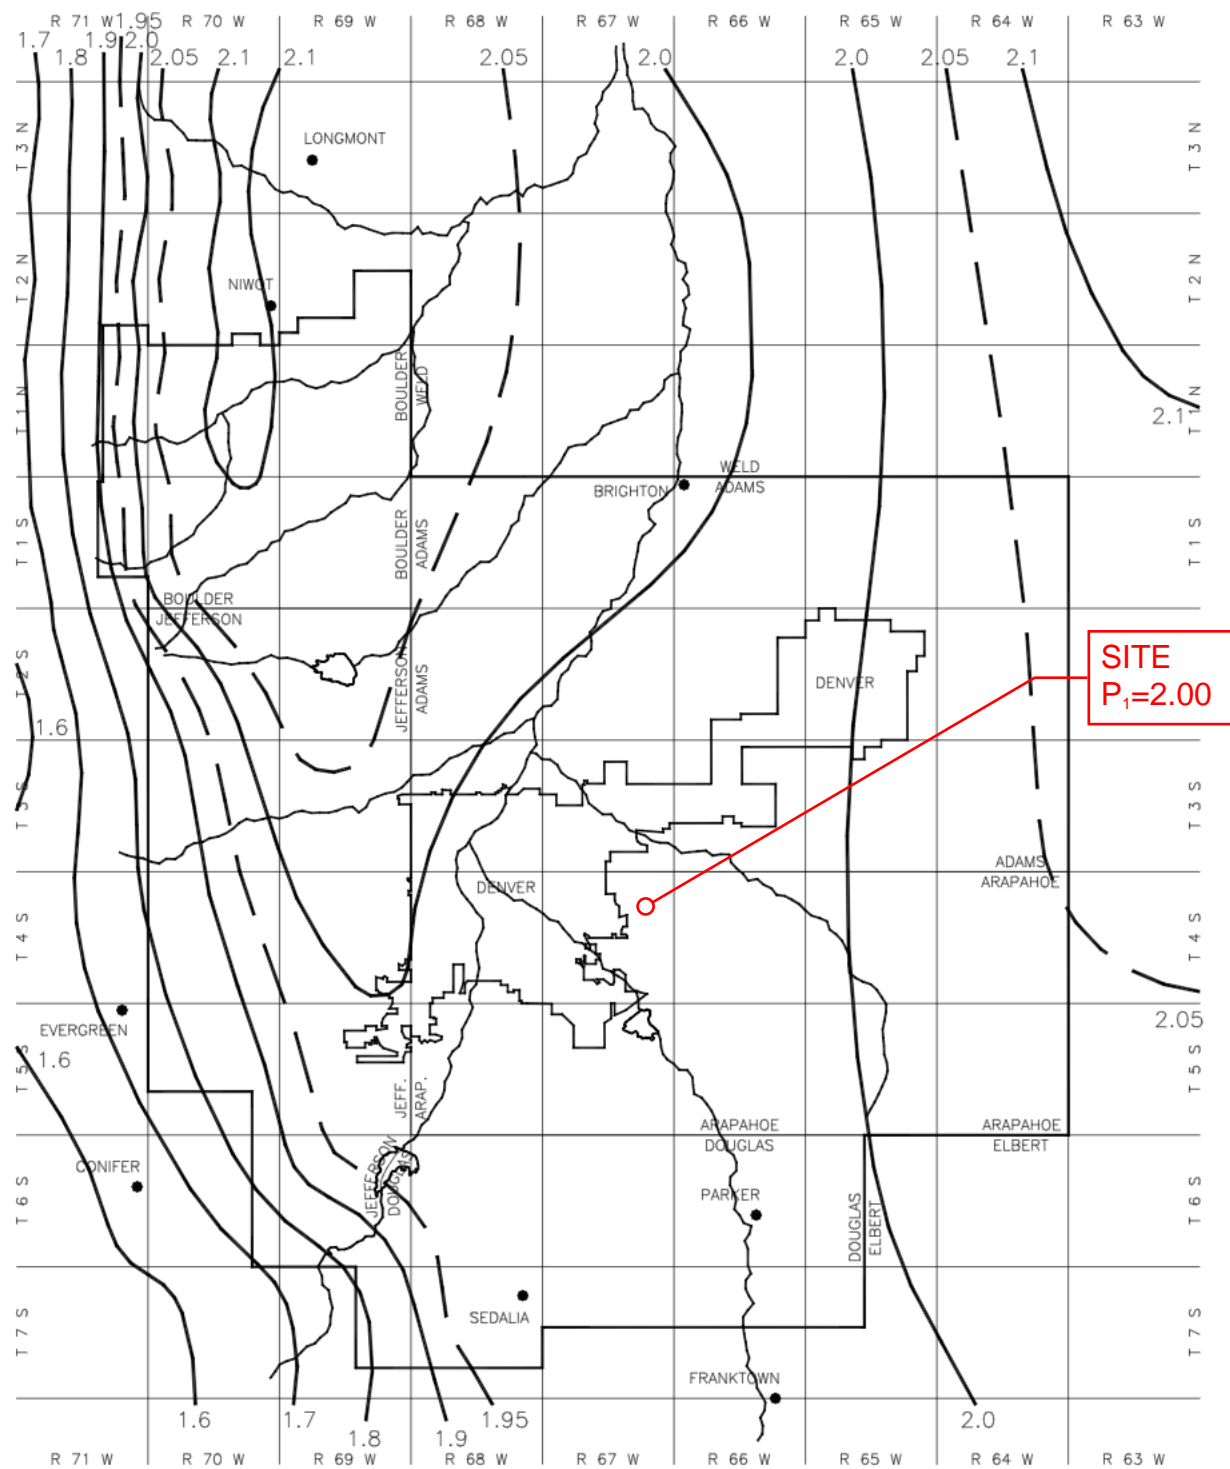 R 71 W
1.95
R 70 W
R 69 W
R 68 W
R 67 W
R 66 W
R 65 W
R 64 W
R 63 W
1.7
1.8
1.9
2.0
2.05
2.1
2.1
2.05
2.0
2.0
2.05
2.1
T 3 N
LONGMONT
T 3 N
T 2 N
NIWOT
T 2 N
T 1 N
BOULDER
WELD
T 1 N
2.1
BRIGHTON
WELD
ADAMS
T 1 S
BOULDER
ADAMS
T 1 S
BOULDER
JEFFERSON
T 2 S
1.6
JEFFERSON
ADAMS
DENVER
SITE
P₁=2.00
T 3 S
T 3 S
DENVER
ADAMS
ARAPAHOE
T 4 S
T 4 S
EVERGREEN
1.6
2.05
T 5 S
JEFF.
ARAP.
T 5 S
ARAPAHOE
DOUGLAS
ARAPAHOE
ELBERT
CONIFER
JEFFERSON
DOUGLAS
T 6 S
PARKER
DOUGLAS
ELBERT
T 6 S
T 7 S
SEDALIA
T 7 S
FRANKTOWN
1.6
1.7
1.8
1.9
1.95
2.0
R 71 W
R 70 W
R 69 W
R 68 W
R 67 W
R 66 W
R 65 W
R 64 W
R 63 W